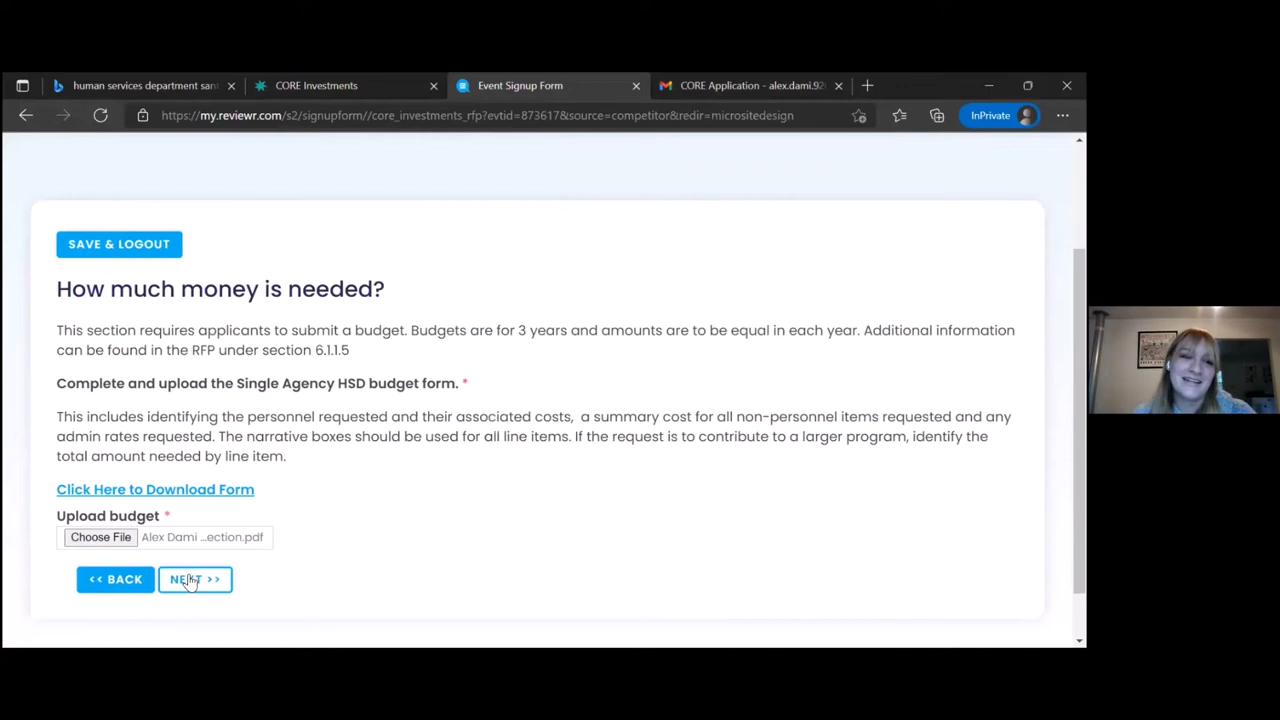 human services department sant
CORE Investments
Event Signup Form
CORE Application - alex.dami.92
https://my.reviewr.com/s2/signupform//core_investments_rfp?evtid=873617&source=competitor&redir=micrositedesign
InPrivate
SAVE & LOGOUT
How much money is needed?
This section requires applicants to submit a budget. Budgets are for 3 years and amounts are to be equal in each year. Additional information
can be found in the RFP under section 6.1.1.5
Complete and upload the Single Agency HSD budget form. *
This includes identifying the personnel requested and their associated costs, a summary cost for all non-personnel items requested and any
admin rates requested. The narrative boxes should be used for all line items. If the request is to contribute to a larger program, identify the
total amount needed by line item.
Click Here to Download Form
Upload budget *
Choose File Alex Dami ...ection.pdf
<< BACK NEXT >>